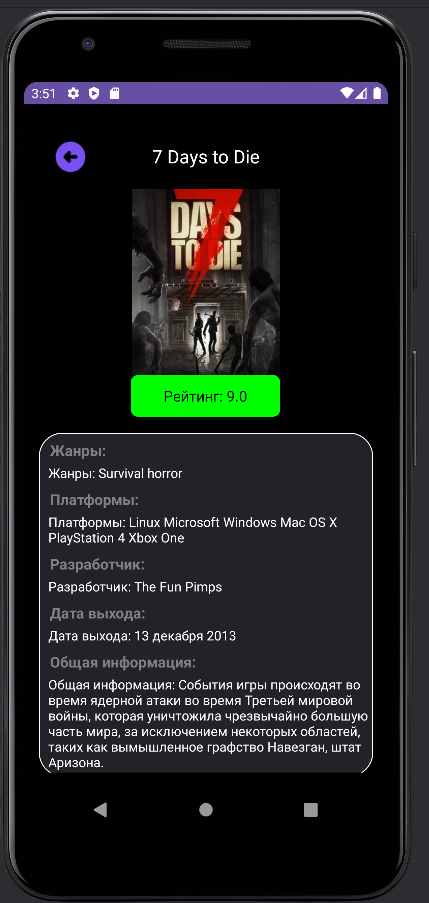 3:51
7 Days to Die
7
DAYS
TO DIE
Рейтинг: 9.0
Жанры:
Жанры: Survival horror
Платформы:
Платформы: Linux Microsoft Windows Mac OS X
PlayStation 4 Xbox One
Разработчик:
Разработчик: The Fun Pimps
Дата выхода:
Дата выхода: 13 декабря 2013
Общая информация:
Общая информация: События игры происходят во
время ядерной атаки во время Третьей мировой
войны, которая уничтожила чрезвычайно большую
часть мира, за исключением некоторых областей,
таких как вымышленное графство Навезган, штат
Аризона.